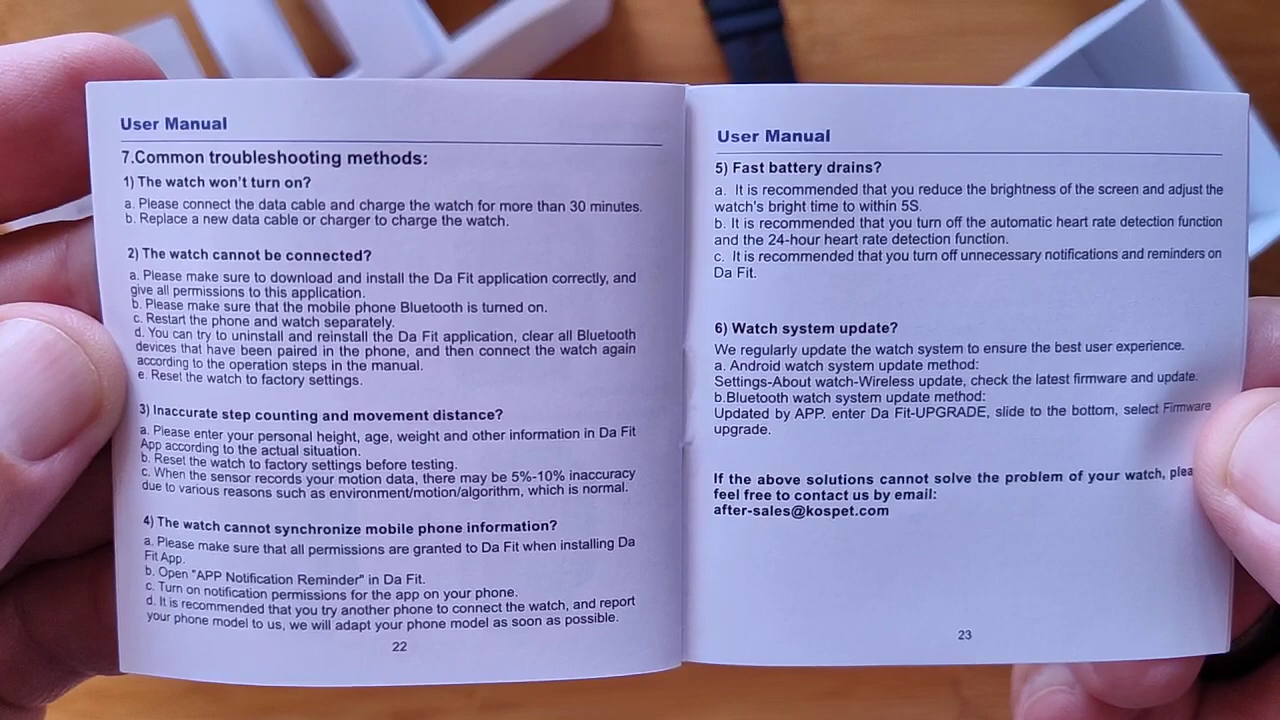 User Manual
7.Common troubleshooting methods:
1) The watch won't turn on?
a. Please connect the data cable and charge the watch for more than 30 minutes.
b. Replace a new data cable or charger to charge the watch.
2) The watch cannot be connected?
a. Please make sure to download and install the Da Fit application correctly, and
give all permissions to this application.
b. Please make sure that the mobile phone Bluetooth is turned on.
c. Restart the phone and watch separately.
d. You can try to uninstall and reinstall the Da Fit application, clear all Bluetooth
devices that have been paired in the phone, and then connect the watch again
according to the operation steps in the manual.
e. Reset the watch to factory settings.
3) Inaccurate step counting and movement distance?
a. Please enter your personal height, age, weight and other information in Da Fit
App according to the actual situation.
b. Reset the watch to factory settings before testing.
c. When the sensor records your motion data, there may be 5%-10% inaccuracy
due to various reasons such as environment/motion/algorithm, which is normal.
4) The watch cannot synchronize mobile phone information?
a. Please make sure that all permissions are granted to Da Fit when installing Da
Fit App.
b. Open "APP Notification Reminder" in Da Fit.
c. Turn on notification permissions for the app on your phone.
d. It is recommended that you try another phone to connect the watch, and report
your phone model to us, we will adapt your phone model as soon as possible.
22
User Manual
5) Fast battery drains?
a. It is recommended that you reduce the brightness of the screen and adjust the
watch's bright time to within 5S.
b. It is recommended that you turn off the automatic heart rate detection function
and the 24-hour heart rate detection function.
c. It is recommended that you turn off unnecessary notifications and reminders on
Da Fit.
6) Watch system update?
We regularly update the watch system to ensure the best user experience.
a. Android watch system update method:
Settings-About watch-Wireless update, check the latest firmware and update.
b.Bluetooth watch system update method:
Updated by APP. enter Da Fit-UPGRADE, slide to the bottom, select Firmware
upgrade.
If the above solutions cannot solve the problem of your watch, plea
feel free to contact us by email:
after-sales@kospet.com
23